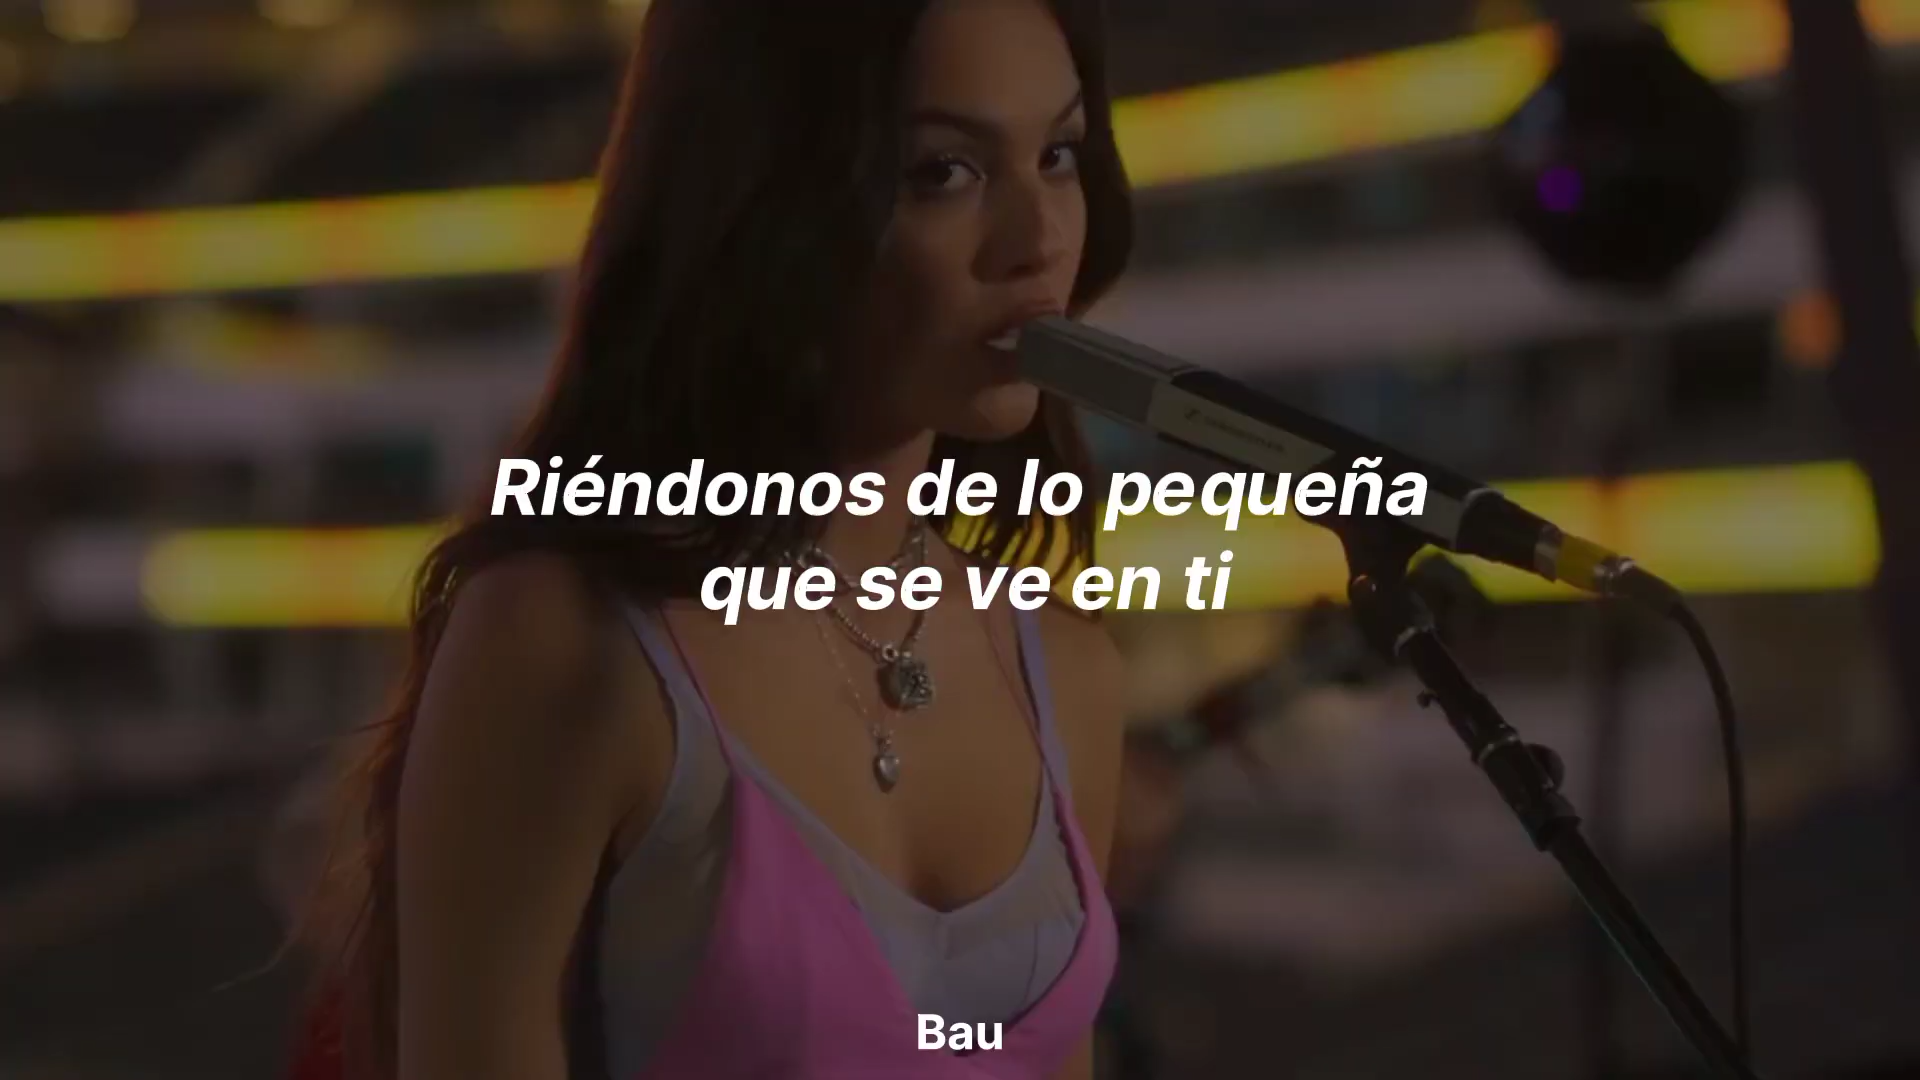 Riéndonos de lo pequeña
que se ve en ti
Bau